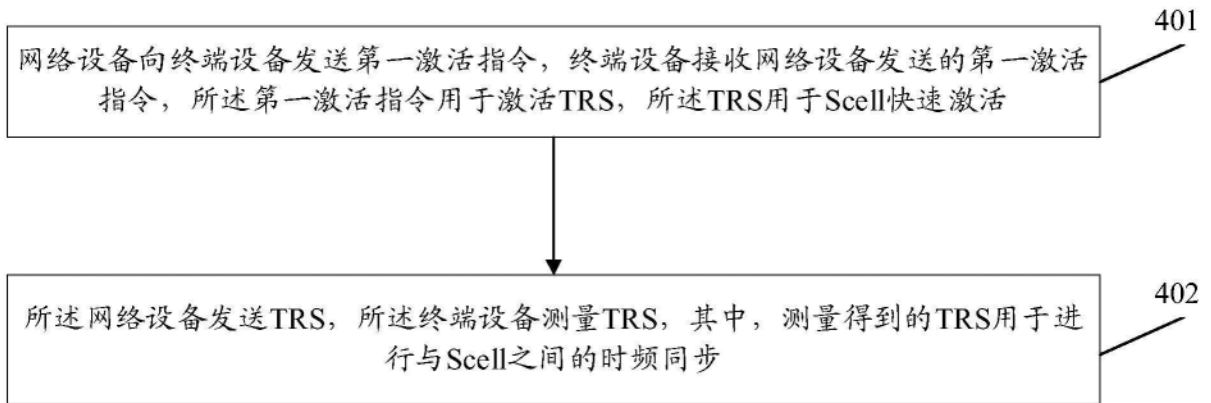 401
网络设备向终端设备发送第一激活指令，终端设备接收网络设备发送的第一激活
指令，所述第一激活指令用于激活TRS，所述TRS用于Scell快速激活
402
所述网络设备发送TRS，所述终端设备测量TRS，其中，测量得到的TRS用于进
行与Scell之间的时频同步